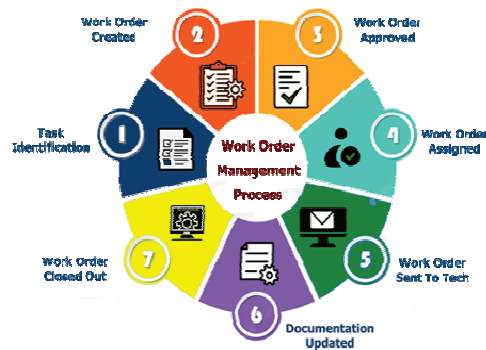 1
Task
Identification
2
Work Order
Created
3
Work Order
Approved
4
Work Order
Assigned
5
Work Order
Sent To Tech
6
Documentation
Updated
7
Work Order
Closed Out
Work Order
Management
Process